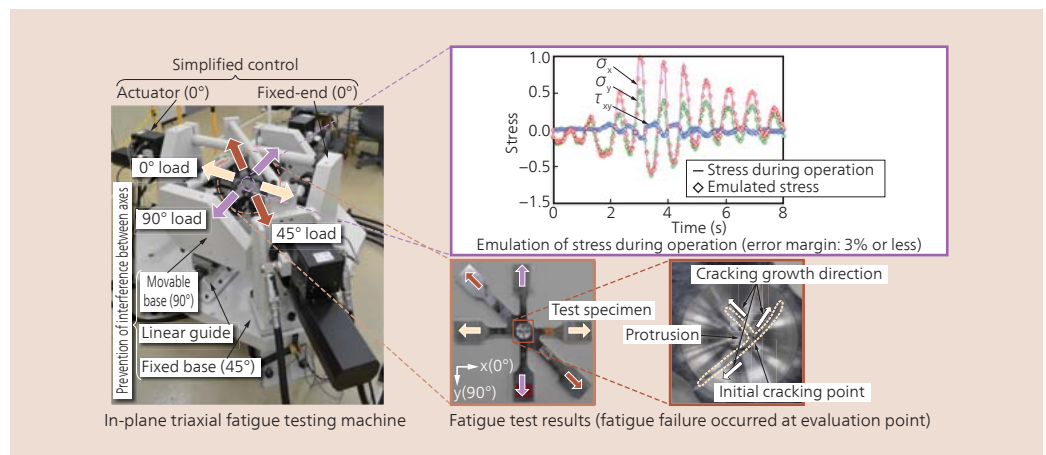 Simplified control
Actuator (0°)
Fixed-end (0°)
0° load
90° load
45° load
Prevention of interference between axes
Movable
base (90°)
Linear guide
Fixed base (45°)
In-plane triaxial fatigue testing machine
1.0
0.5
0.0
−0.5
−1.5
Stress
σx
σy
τxy
Stress during operation
Emulated stress
0
2
4
6
8
Time (s)
Emulation of stress during operation (error margin: 3% or less)
Test specimen
x(0°)
y(90°)
Cracking growth direction
Protrusion
Initial cracking point
Fatigue test results (fatigue failure occurred at evaluation point)